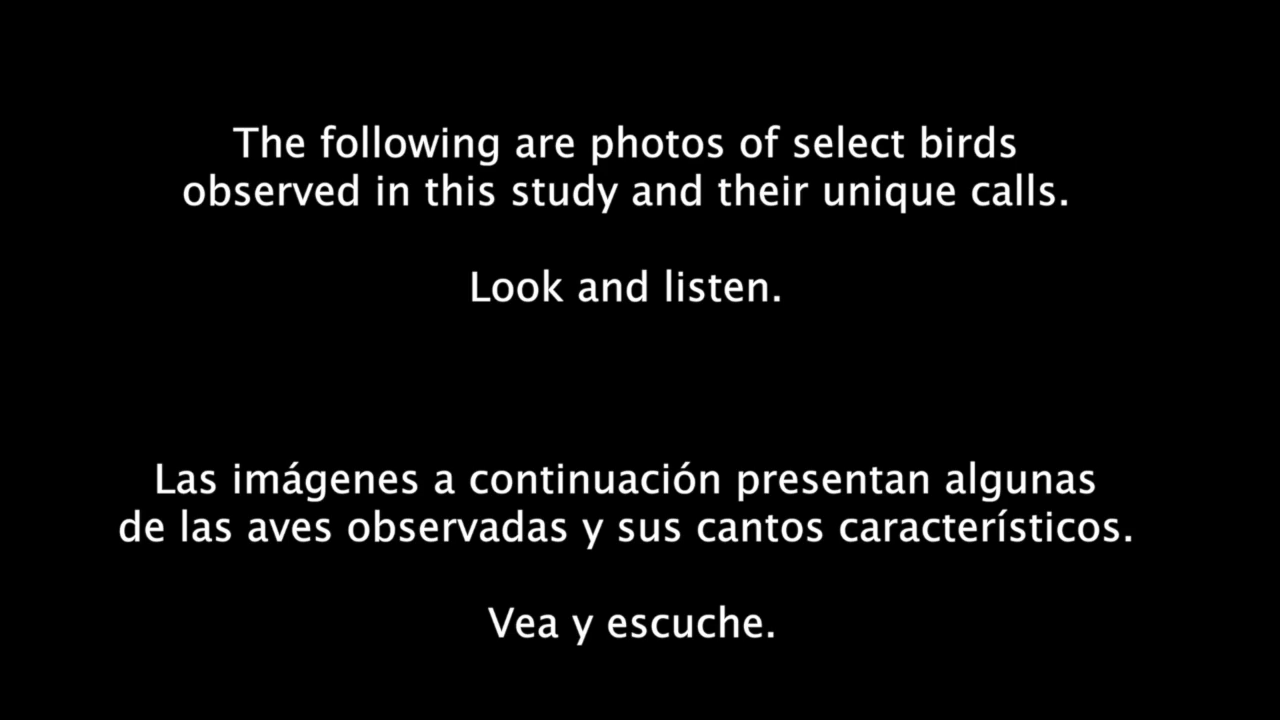 The following are photos of select birds
observed in this study and their unique calls.
Look and listen.
Las imágenes a continuación presentan algunas
de las aves observadas y sus cantos característicos.
Vea y escuche.